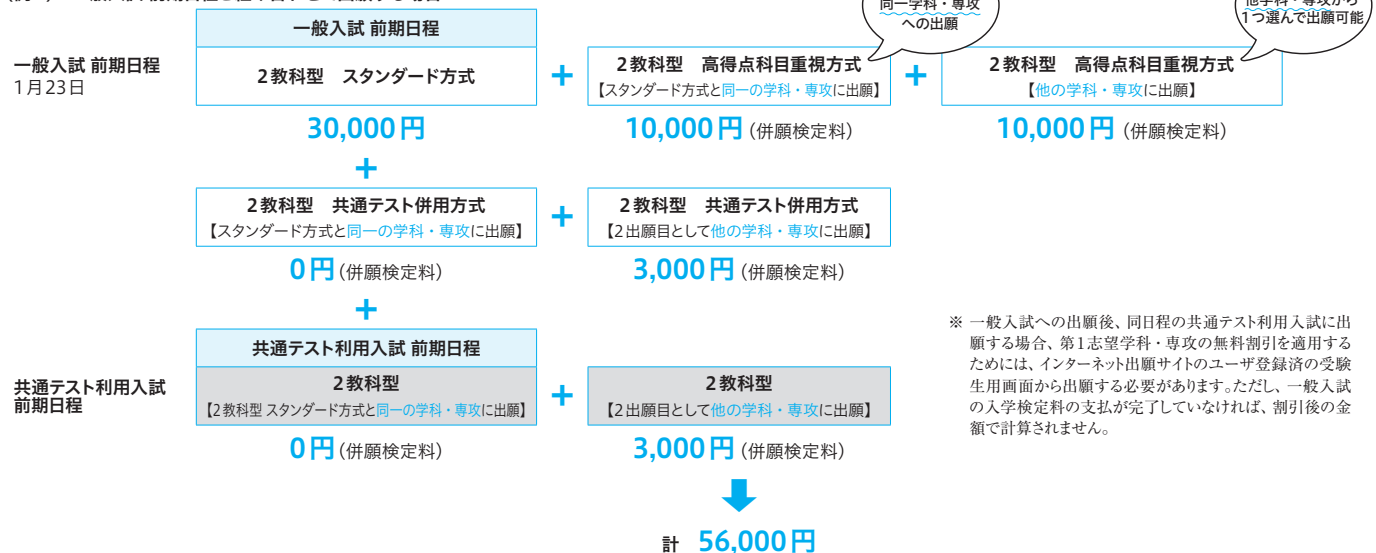 同一学科・専攻
への出願
他学科・専攻から
1つ選んで出願可能
一般入試 前期日程
一般入試 前期日程
1月23日
2教科型 スタンダード方式
+
2教科型 高得点科目重視方式
【スタンダード方式と同一の学科・専攻に出願】
+
2教科型 高得点科目重視方式
【他の学科・専攻に出願】
30,000円
10,000円(併願検定料)
10,000円(併願検定料)
+
2教科型 共通テスト併用方式
【スタンダード方式と同一の学科・専攻に出願】
+
2教科型 共通テスト併用方式
【2出願目として他の学科・専攻に出願】
0円(併願検定料)
3,000円(併願検定料)
+
共通テスト利用入試 前期日程
共通テスト利用入試
前期日程
2教科型
【2教科型 スタンダード方式と同一の学科・専攻に出願】
+
2教科型
【2出願目として他の学科・専攻に出願】
0円(併願検定料)
3,000円(併願検定料)
※ 一般入試への出願後、同日程の共通テスト利用入試に出
願する場合、第1志望学科・専攻の無料割引を適用する
ためには、インターネット出願サイトのユーザ登録済の受験
生用画面から出願する必要があります。ただし、一般入試
の入学検定料の支払が完了していなければ、割引後の金
額で計算されません。
計 56,000円